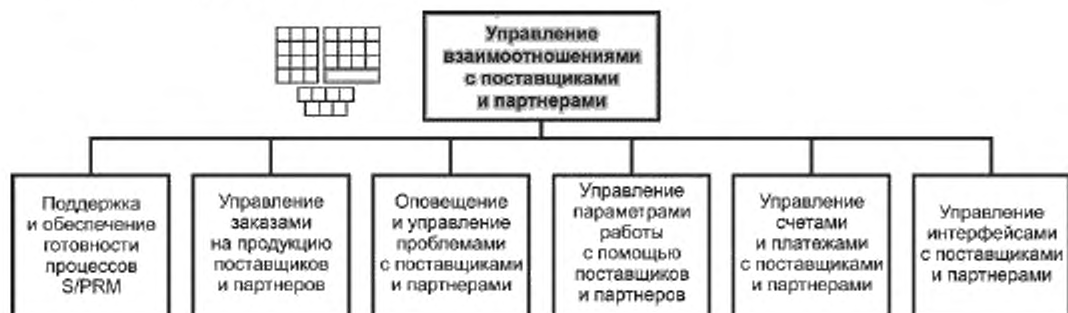 Управление
взаимоотношениями
с поставщиками
и партнерами
Поддержка
и обеспечение
готовности
процессов
S/PRM
Управление
заказами
на продукцию
поставщиков
и партнеров
Оповещение
и управление
проблемами
с поставщиками
и партнерами
Управление
параметрами
работы
с помощью
поставщиков
и партнеров
Управление
счетами
и платежами
с поставщиками
и партнерами
Управление
интерфейсами
с поставщиками
и партнерами